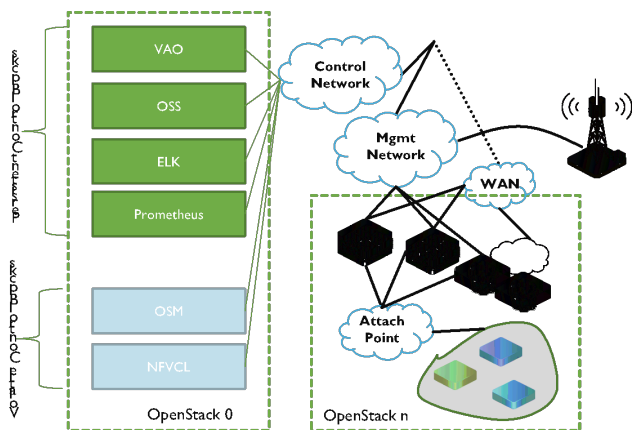 VAO
OSS
ELK
Prometheus
OSM
NFVCL
OpenStack 0
Control
Network
Mgmt
Network
WAN
Attach
Point
OpenStack n